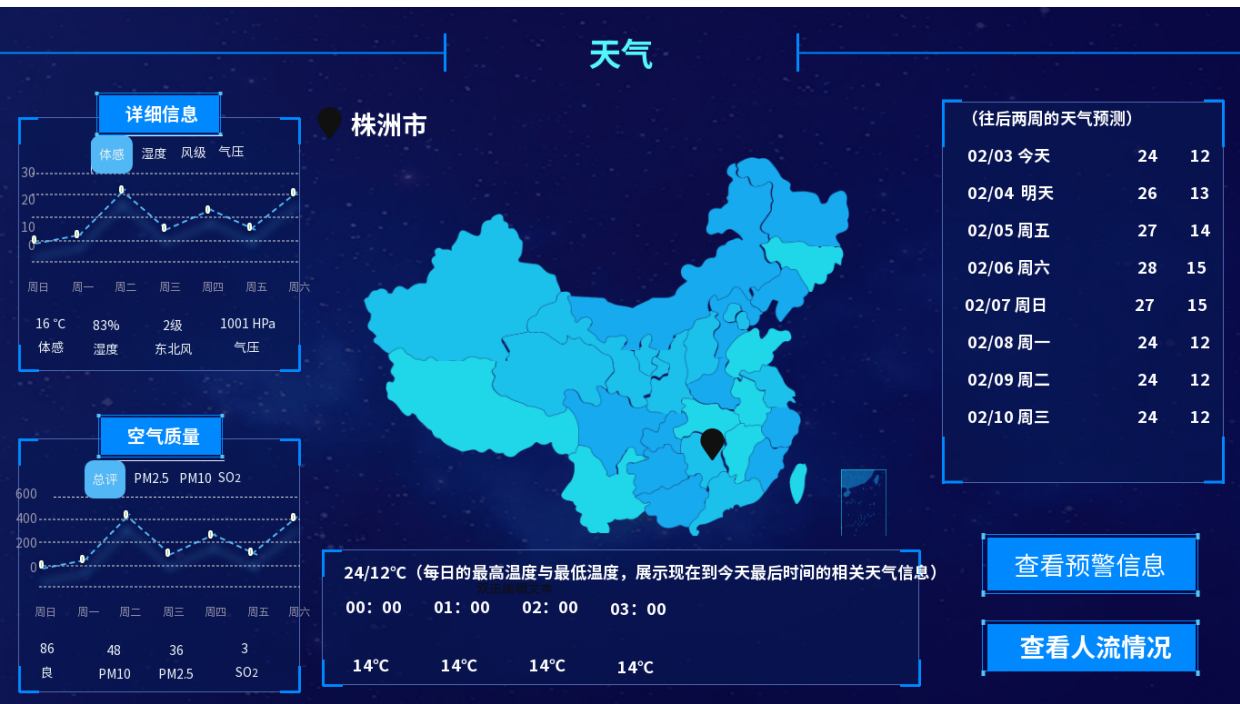 天气
详细信息
体感 湿度 风级 气压
30
20
10
0
周日 周一 周二 周三 周四 周五 周六
16 °C 83% 2级 1001 HPa
体感 湿度 东北风 气压
空气质量
总评 PM2.5 PM10 SO2
600
400
200
0
周日 周一 周二 周三 周四 周五 周六
86 48 36 3
良 PM10 PM2.5 SO2
株洲市
24/12℃（每日的最高温度与最低温度，展示现在到今天最后时间的相关天气信息）
00：00 01：00 02：00 03：00
14℃ 14℃ 14℃ 14℃
（往后两周的天气预测）
02/03 今天 24 12
02/04 明天 26 13
02/05 周五 27 14
02/06 周六 28 15
02/07 周日 27 15
02/08 周一 24 12
02/09 周二 24 12
02/10 周三 24 12
查看预警信息
查看人流情况